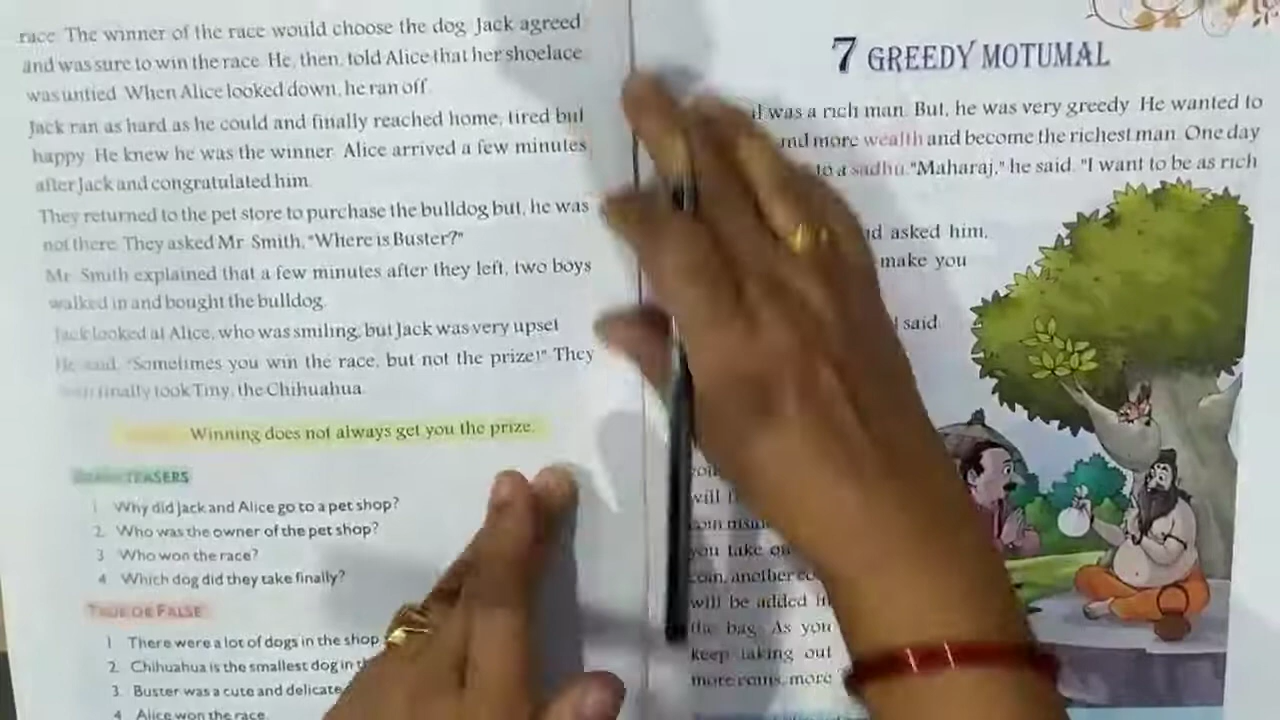 race. The winner of the race would choose the dog. Jack agreed
and was sure to win the race. He, then, told Alice that her shoelace
was untied. When Alice looked down, he ran off.
Jack ran as hard as he could and finally reached home, tired but
happy. He knew he was the winner. Alice arrived a few minutes
after Jack and congratulated him.
They returned to the pet store to purchase the bulldog but, he was
not there. They asked Mr. Smith, "Where is Buster?"
Mr. Smith explained that a few minutes after they left, two boys
walked in and bought the bulldog.
Jack looked at Alice, who was smiling, but Jack was very upset
He said, "Sometimes you win the race, but not the prize!" They
finally took Tiny, the Chihuahua.
Winning does not always get you the prize.
BRAIN TEASERS
1. Why did Jack and Alice go to a pet shop?
2. Who was the owner of the pet shop?
3. Who won the race?
4. Which dog did they take finally?
TRUE OR FALSE
1. There were a lot of dogs in the shop.
2. Chihuahua is the smallest dog in
3. Buster was a cute and delicate
4. Alice won the race.
7 GREEDY MOTUMAL
was a rich man. But, he was very greedy. He wanted to
more wealth and become the richest man. One day
to a sadhu. "Maharaj," he said. "I want to be as rich
asked him,
make you
said.
will
you take
coin, another
will be added in
the bag. As you
keep taking out
more coins, more